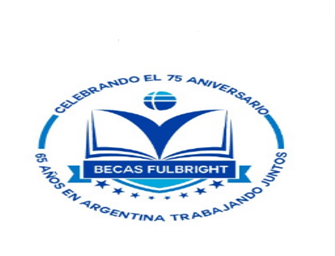 CELEBRANDO EL 75 ANIVERSARIO
BECAS FULBRIGHT
65 AÑOS EN ARGENTINA TRABAJANDO JUNTOS